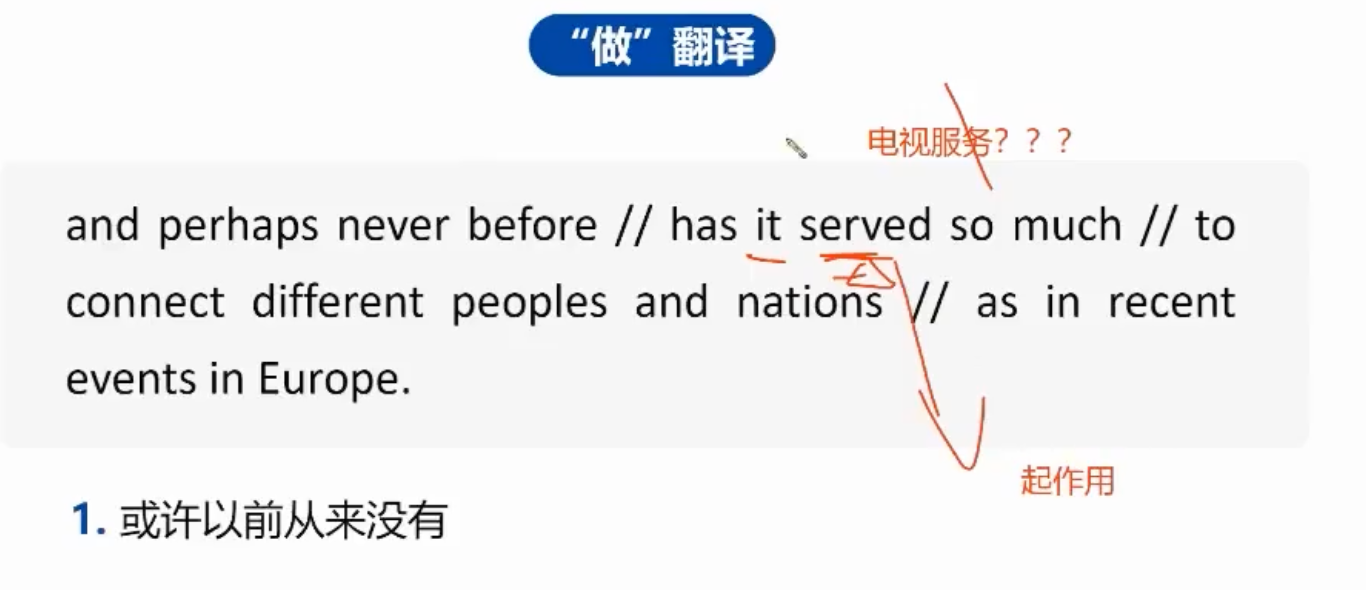 “做”翻译
电视服务？？？
and perhaps never before // has it served so much // to
connect different peoples and nations // as in recent
events in Europe.
起作用
1. 或许以前从来没有